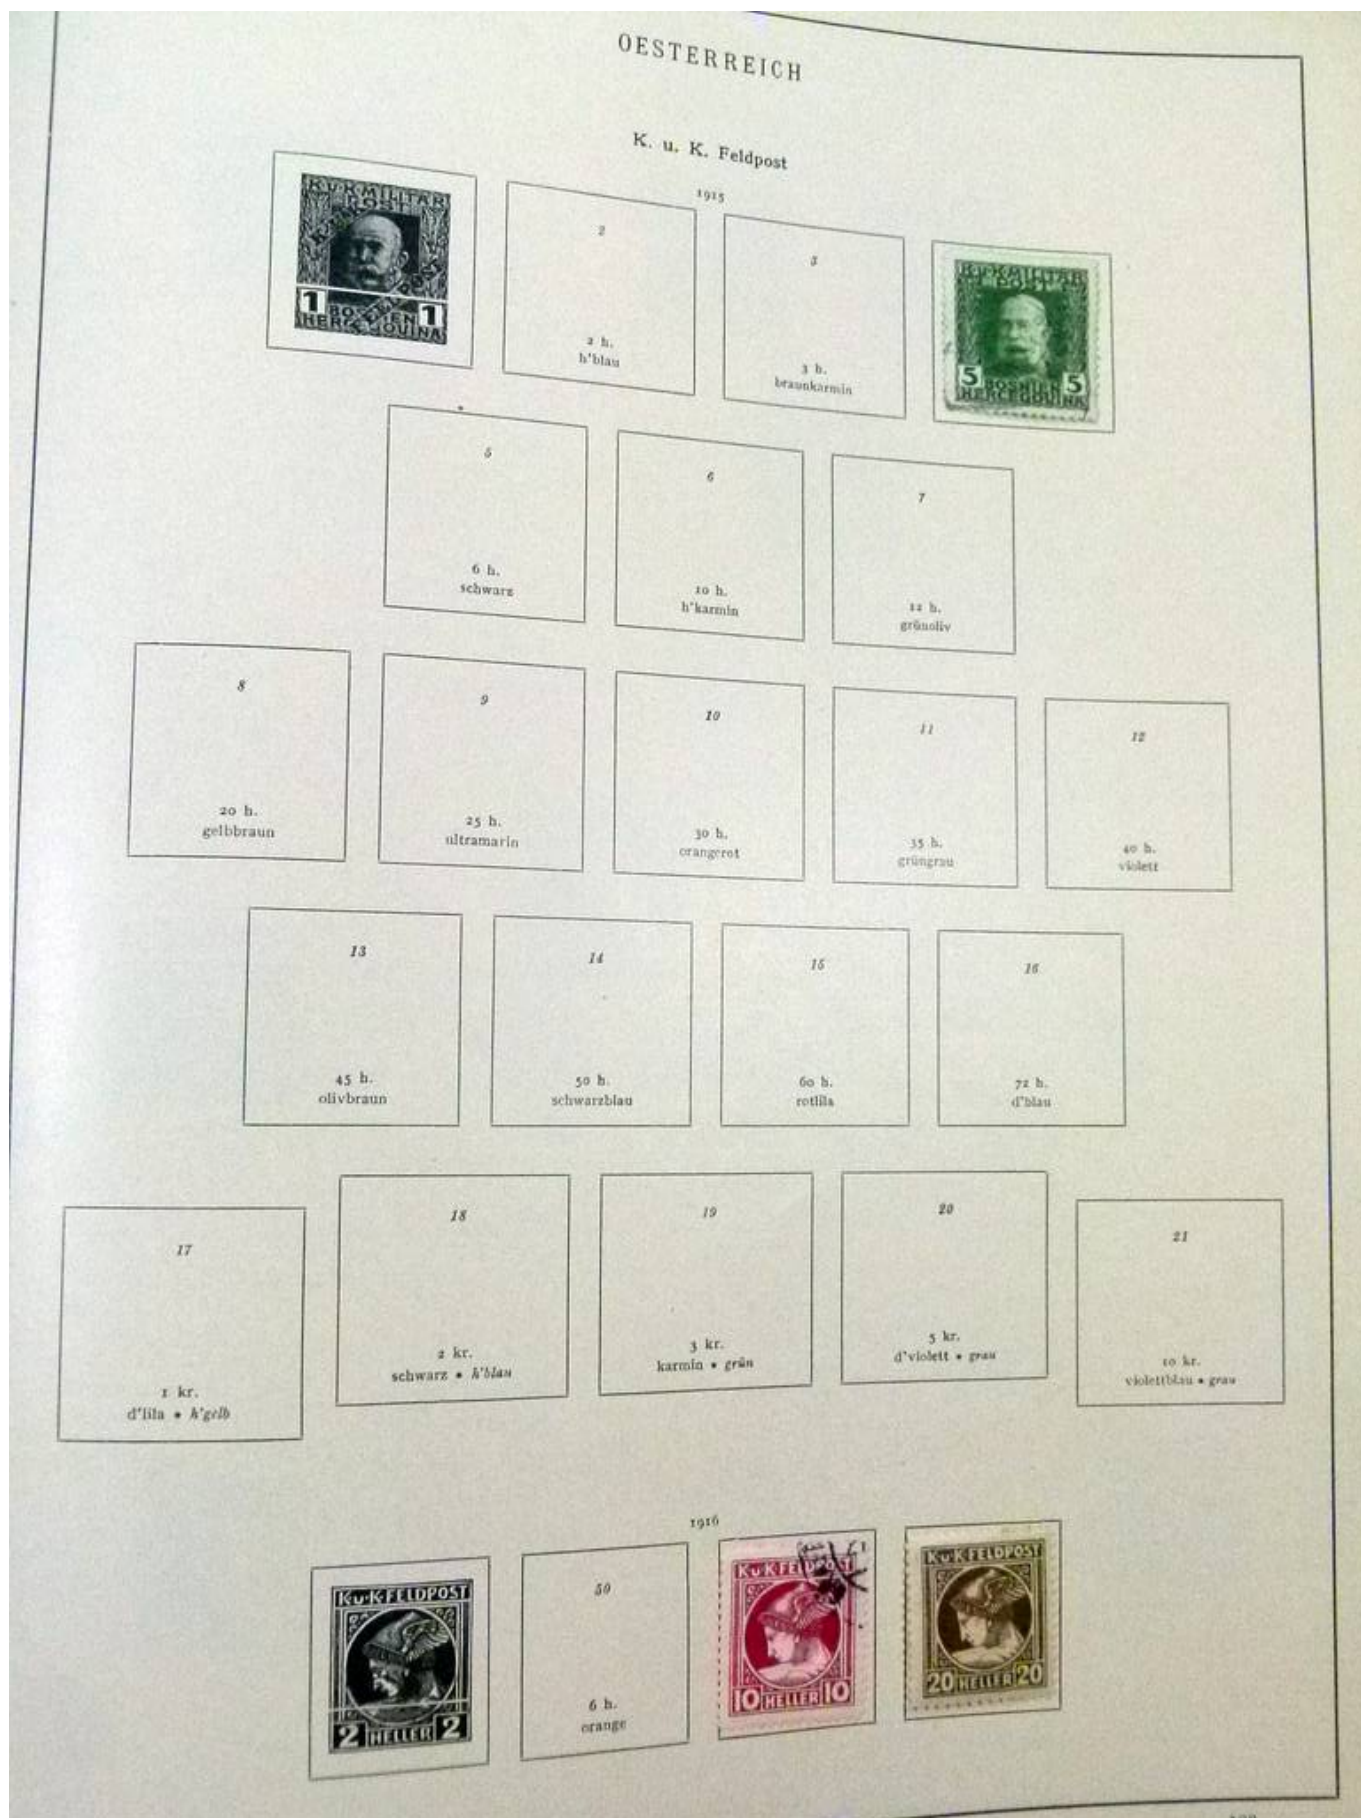 OESTERREICH
K. u. K. Feldpost
1915
K.U.K.MILITÄR
POST
FELDPOST
1 BOSNIEN 1
HERCEGOVINA
2
2 h.
h'blau
3
3 h.
braunkarmin
K.U.K.MILITÄR
POST
5 BOSNIEN 5
HERCEGOVINA
5
6 h.
schwarz
6
10 h.
h'karmin
7
12 h.
grünoliv
8
20 h.
gelbbraun
9
25 h.
ultramarin
10
30 h.
orangerot
11
35 h.
grüngrau
12
40 h.
violett
13
45 h.
olivbraun
14
50 h.
schwarzblau
15
60 h.
rotlila
16
72 h.
d'blau
17
1 kr.
d'lila • h'gelb
18
2 kr.
schwarz • h'blau
19
3 kr.
karmin • grün
20
5 kr.
d'violett • grau
21
10 kr.
violettblau • grau
1916
K.u.K.FELDPOST
2 HELLER 2
50
6 h.
orange
K.u.K.FELDPOST
10 HELLER 10
K.u.K.FELDPOST
20 HELLER 20